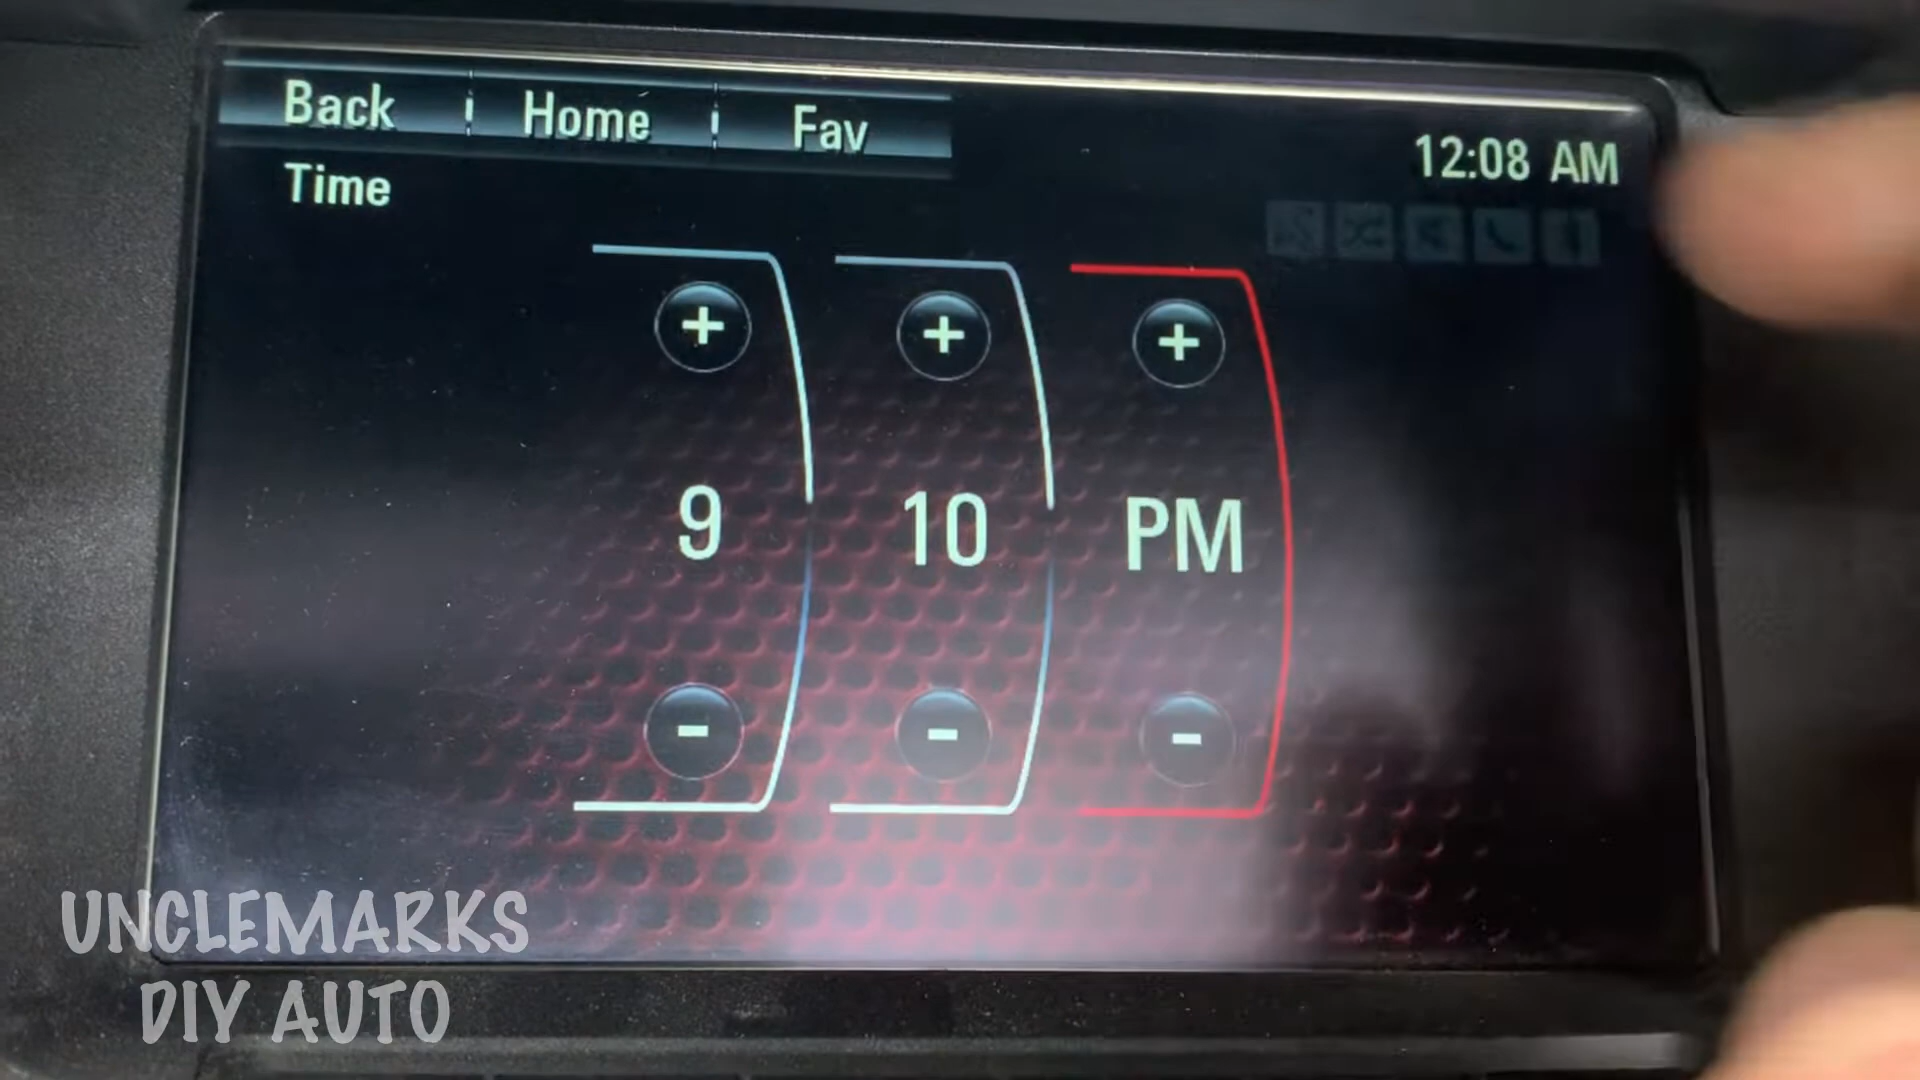 Back Home Fav
12:08 AM
Time
+ + +
9 10 PM
- - -
UNCLEMARKS
DIY AUTO